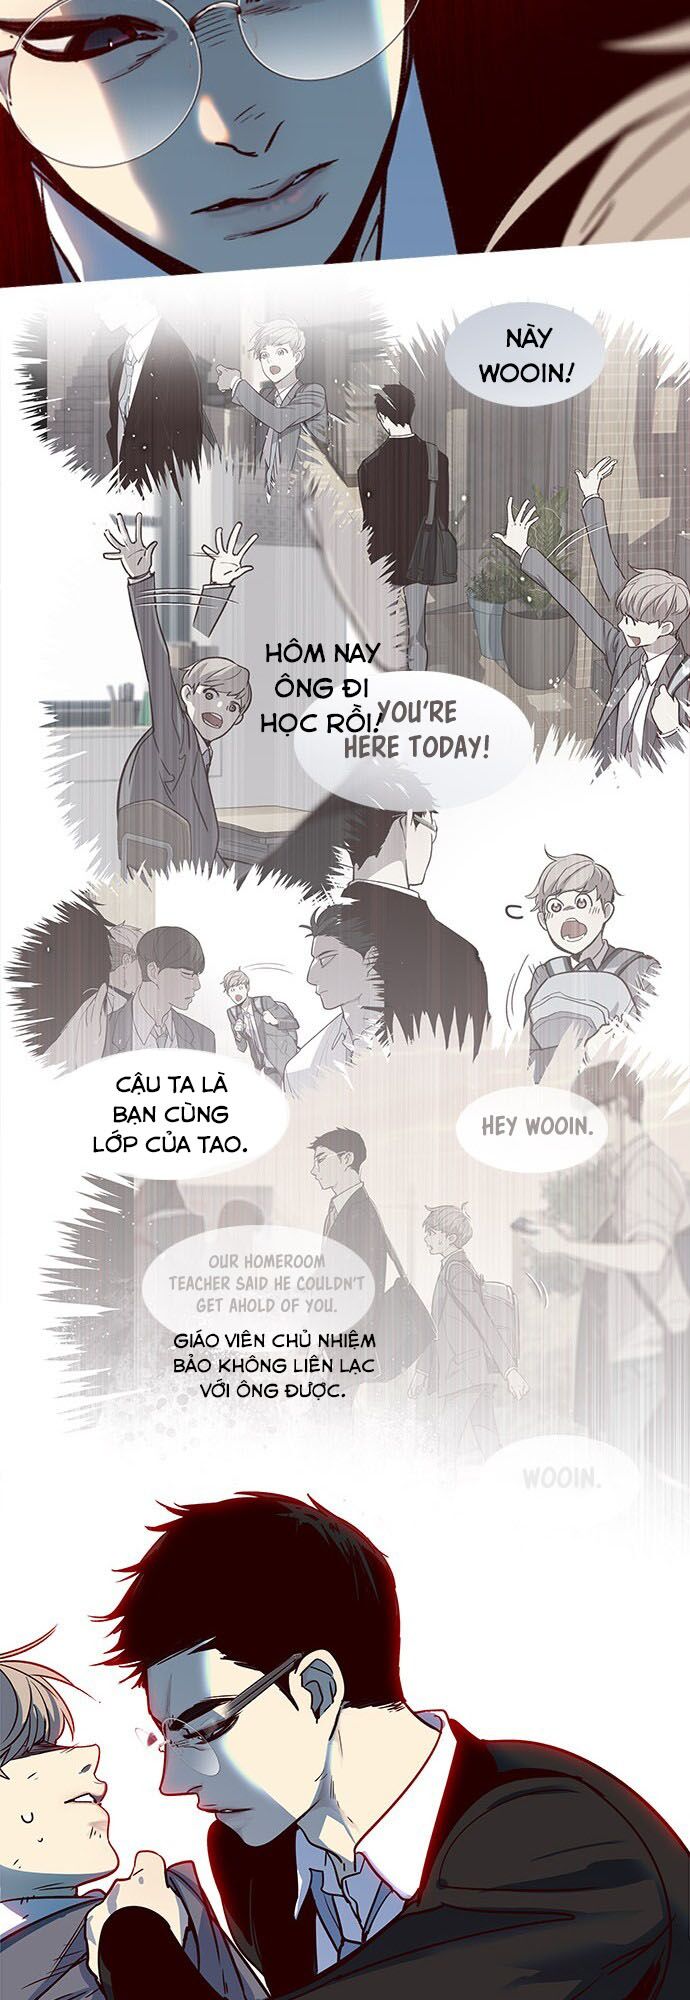 NÀY
WOOIN!
HÔM NAY
ÔNG ĐI
HỌC RỒI!
YOU'RE
HERE TODAY!
CẬU TA LÀ
BẠN CÙNG
LỚP CỦA TAO.
HEY WOOIN.
OUR HOMEROOM
TEACHER SAID HE COULDN'T
GET AHOLD OF YOU.
GIÁO VIÊN CHỦ NHIỆM
BẢO KHÔNG LIÊN LẠC
VỚI ÔNG ĐƯỢC.
WOOIN.